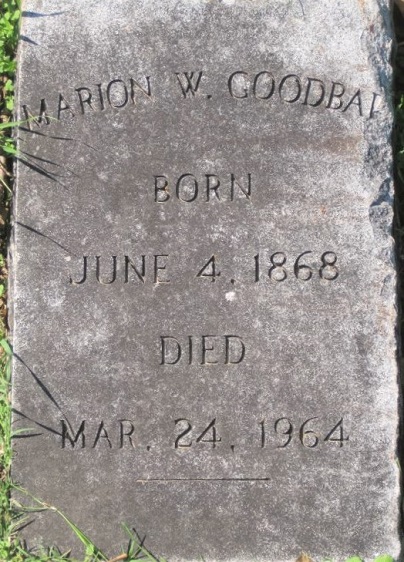 MARION W. GOODBAR
BORN
JUNE 4, 1868
DIED
MAR. 24, 1964